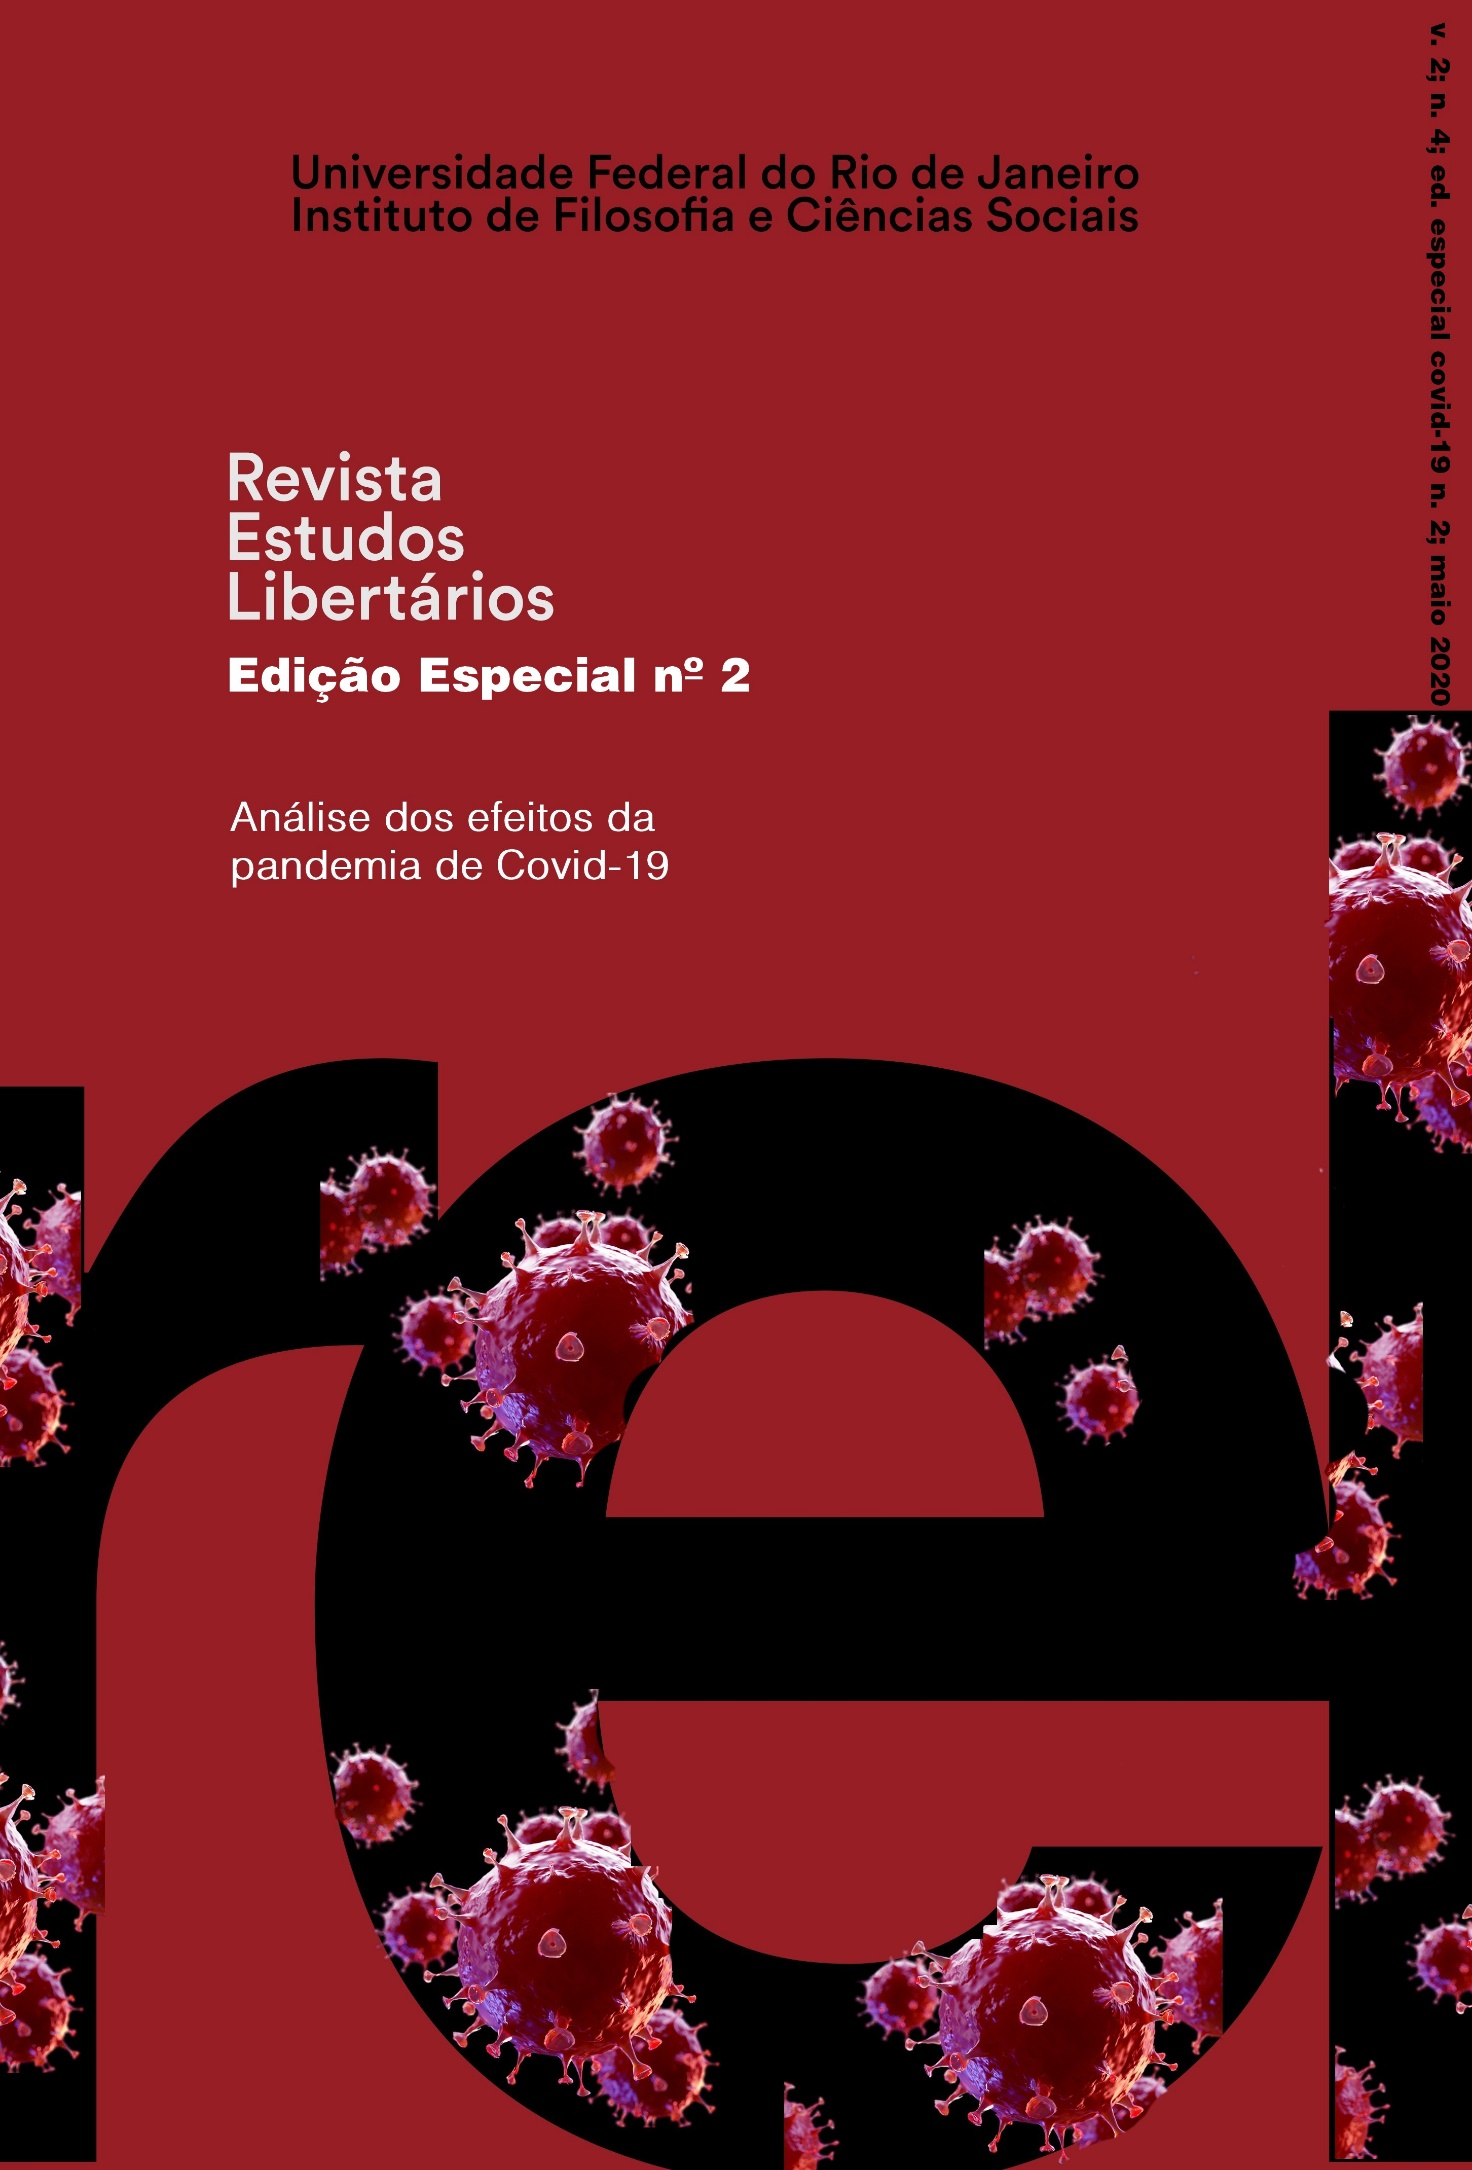 Universidade Federal do Rio de Janeiro
Instituto de Filosofia e Ciências Sociais
v. 2; n. 4; ed. especial covid-19 n. 2; maio 2020
Revista
Estudos
Libertários
Edição Especial nº 2
Análise dos efeitos da
pandemia de Covid-19
rel